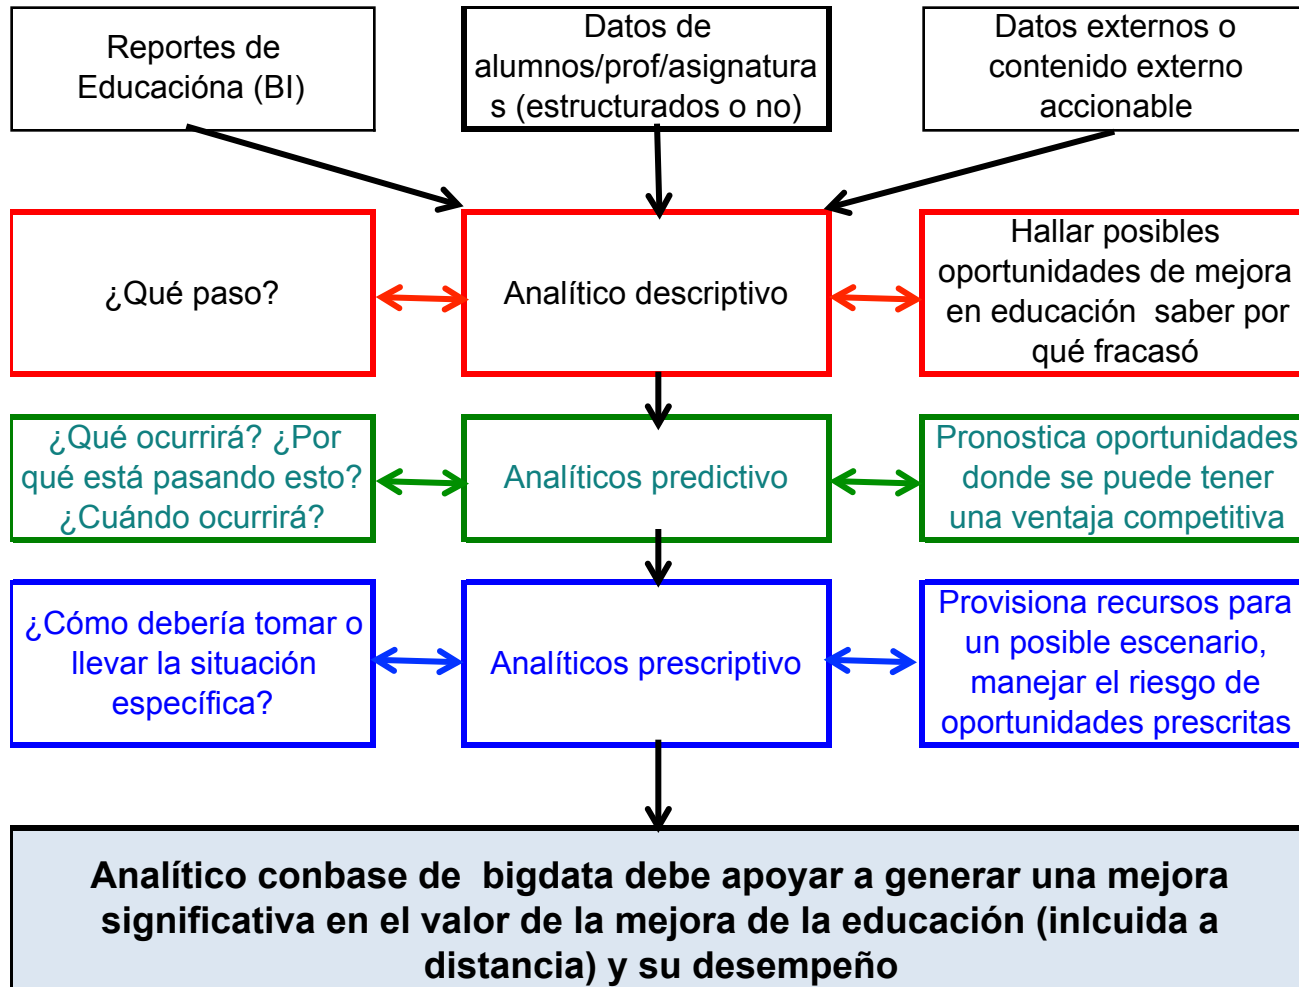 Reportes de
Educacióna (BI)
Datos de
alumnos/prof/asignatura
s (estructurados o no)
Datos externos o
contenido externo
accionable
¿Qué paso?
Analítico descriptivo
Hallar posibles
oportunidades de mejora
en educación  saber por
qué fracasó
¿Qué ocurrirá? ¿Por
qué está pasando esto?
¿Cuándo ocurrirá?
Analíticos predictivo
Pronostica oportunidades
donde se puede tener
una ventaja competitiva
¿Cómo debería tomar o
llevar la situación
específica?
Analíticos prescriptivo
Provisiona recursos para
un posible escenario,
manejar el riesgo de
oportunidades prescritas
Analítico conbase de  bigdata debe apoyar a generar una mejora
significativa en el valor de la mejora de la educación (inlcuida a
distancia) y su desempeño